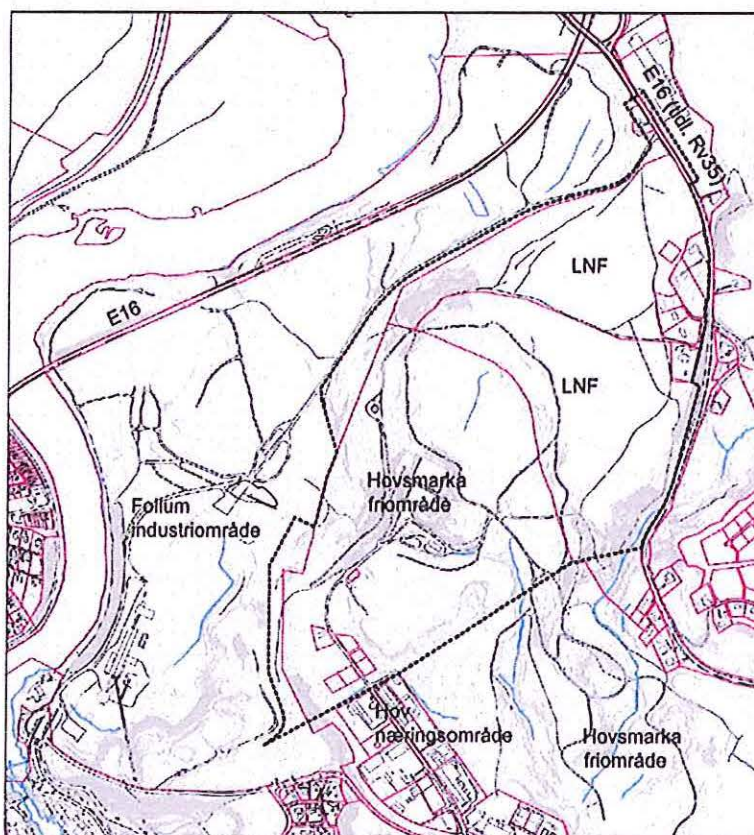 E16 (tidl. Rv35)
LNF
E16
LNF
Hovsmarka
friområde
Follum
industriområde
Hov
næringsområde
Hovsmarka
friområde